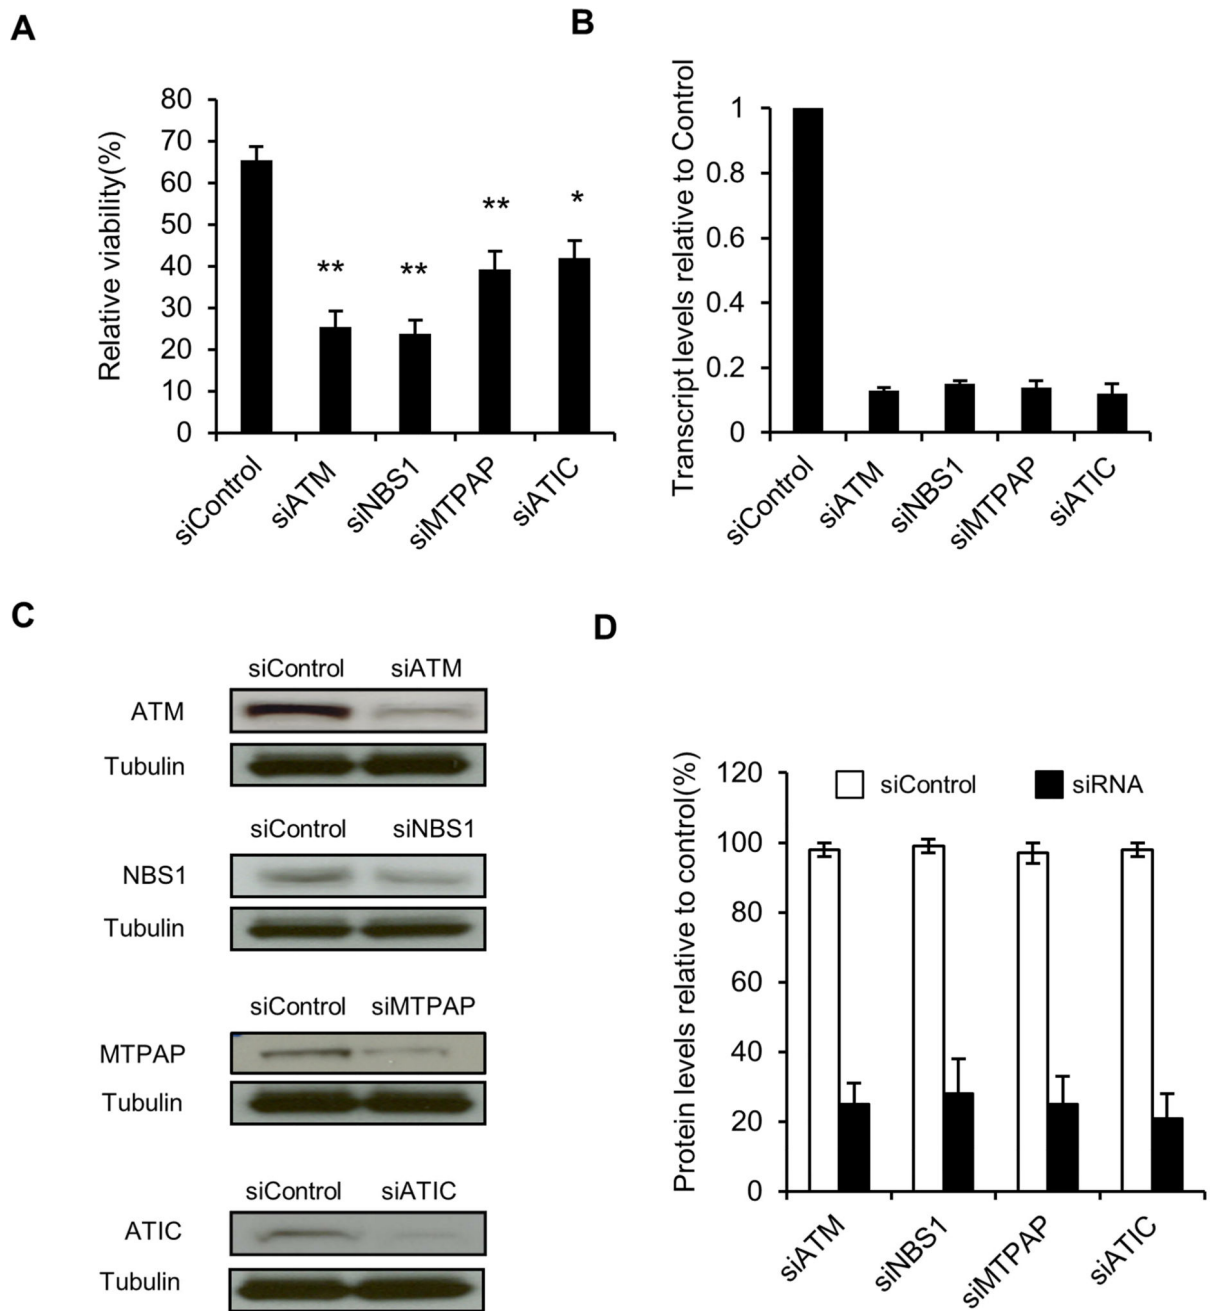 A
Relative viability(%)
80
70
60
50
40
30
20
10
0
**
**
**
*
siControl
siATM
siNBS1
siMTPAP
siATIC
B
Transcript levels relative to Control
1
0.8
0.6
0.4
0.2
0
siControl
siATM
siNBS1
siMTPAP
siATIC
C
siControl siATM
ATM
Tubulin
siControl siNBS1
NBS1
Tubulin
siControl siMTPAP
MTPAP
Tubulin
siControl siATIC
ATIC
Tubulin
D
Protein levels relative to control(%)
120
100
80
60
40
20
0
siControl siRNA
siATM
siNBS1
siMTPAP
siATIC